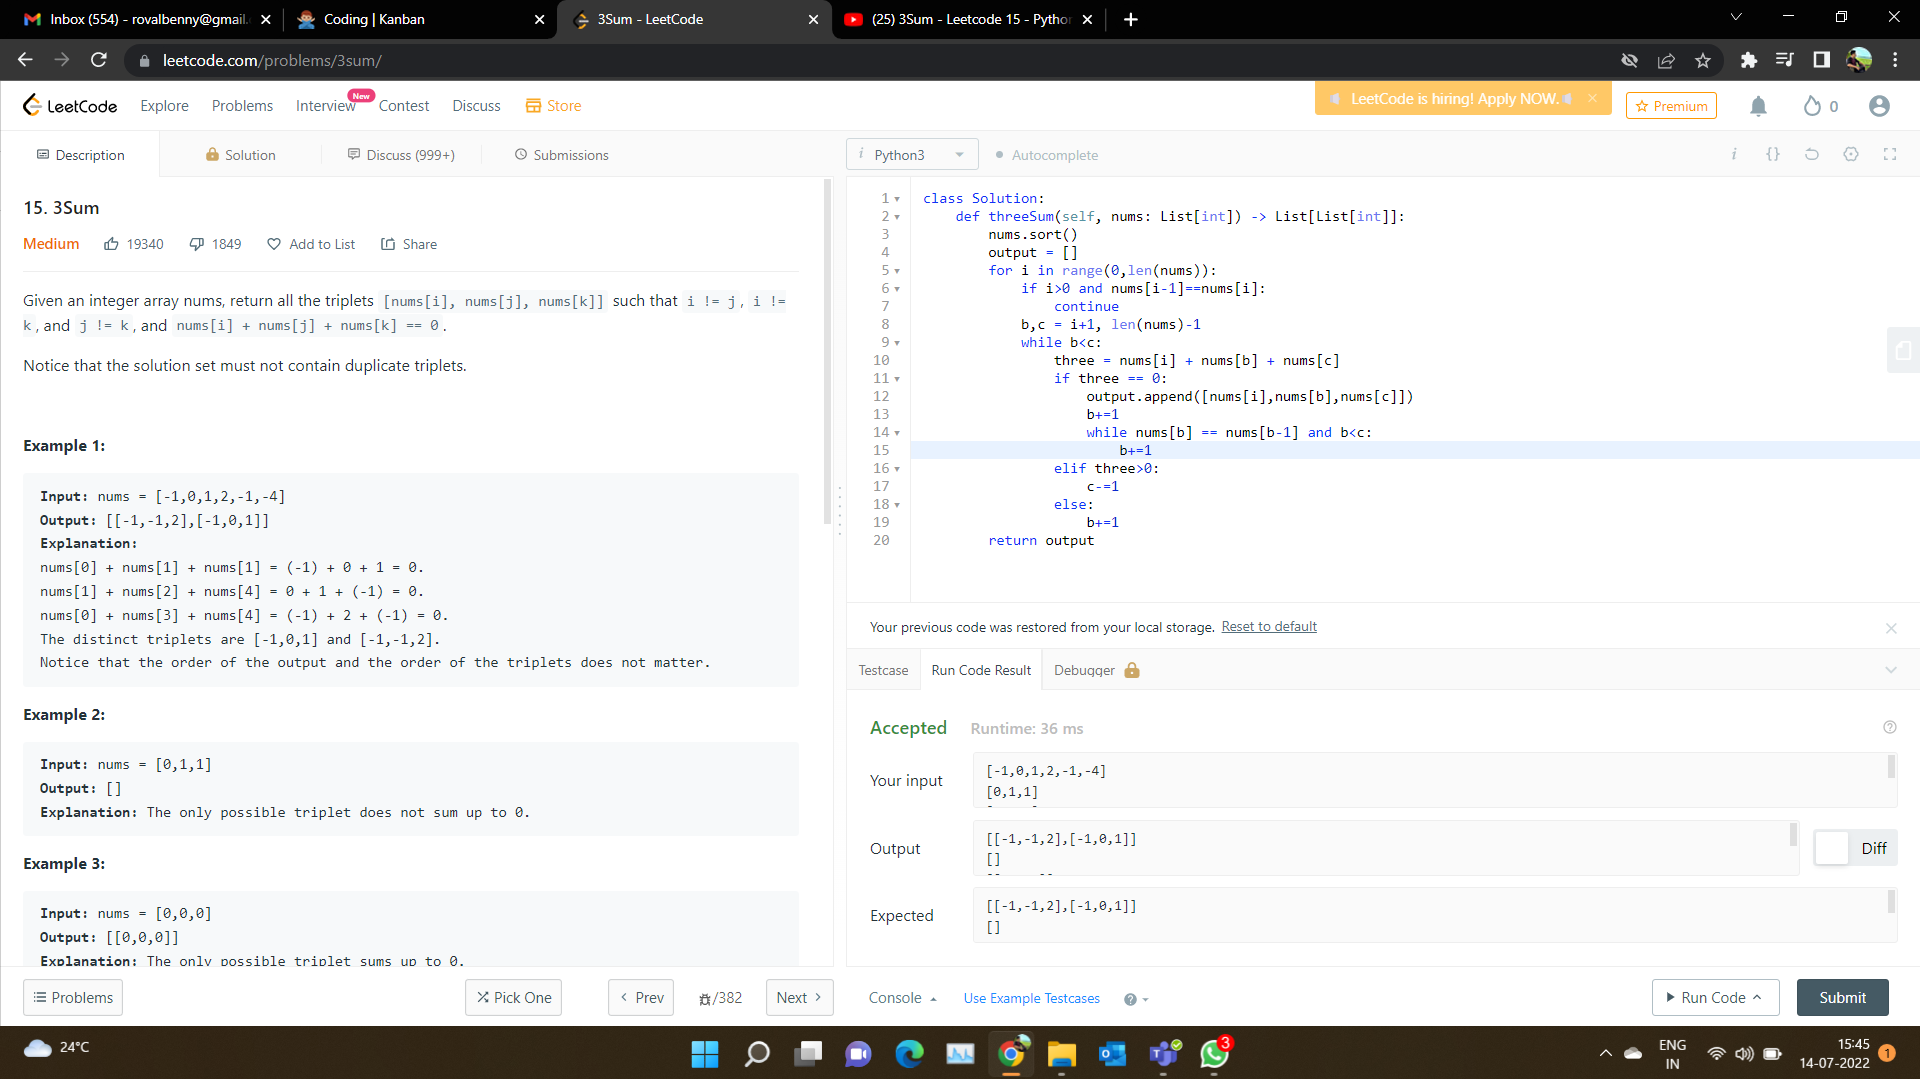 Inbox (554) - rovalbenny@gmail.
Coding | Kanban
3Sum - LeetCode
(25) 3Sum - Leetcode 15 - Pytho
leetcode.com/problems/3sum/
LeetCode
Explore
Problems
Interview
New
Contest
Discuss
Store
LeetCode is hiring! Apply NOW.
Premium
0
Description
Solution
Discuss (999+)
Submissions
15. 3Sum
Medium 19340 1849 Add to List Share
Given an integer array nums, return all the triplets [nums[i], nums[j], nums[k]] such that i != j, i !=
k, and j != k, and nums[i] + nums[j] + nums[k] == 0.
Notice that the solution set must not contain duplicate triplets.
Example 1:
Input: nums = [-1,0,1,2,-1,-4]
Output: [[-1,-1,2],[-1,0,1]]
Explanation:
nums[0] + nums[1] + nums[1] = (-1) + 0 + 1 = 0.
nums[1] + nums[2] + nums[4] = 0 + 1 + (-1) = 0.
nums[0] + nums[3] + nums[4] = (-1) + 2 + (-1) = 0.
The distinct triplets are [-1,0,1] and [-1,-1,2].
Notice that the order of the output and the order of the triplets does not matter.
Example 2:
Input: nums = [0,1,1]
Output: []
Explanation: The only possible triplet does not sum up to 0.
Example 3:
Input: nums = [0,0,0]
Output: [[0,0,0]]
Explanation: The only possible triplet sums up to 0.
Problems
Pick One
Prev
/382
Next
i Python3
Autocomplete
i {}
1 class Solution:
2     def threeSum(self, nums: List[int]) -> List[List[int]]:
3         nums.sort()
4         output = []
5         for i in range(0,len(nums)):
6             if i>0 and nums[i-1]==nums[i]:
7                 continue
8             b,c = i+1, len(nums)-1
9             while b<c:
10                 three = nums[i] + nums[b] + nums[c]
11                 if three == 0:
12                     output.append([nums[i],nums[b],nums[c]])
13                     b+=1
14                     while nums[b] == nums[b-1] and b<c:
15                         b+=1
16                 elif three>0:
17                     c-=1
18                 else:
19                     b+=1
20         return output
Your previous code was restored from your local storage. Reset to default
Testcase
Run Code Result
Debugger
Accepted Runtime: 36 ms
Your input
[-1,0,1,2,-1,-4]
[0,1,1]
Output
[[-1,-1,2],[-1,0,1]]
[]
Diff
Expected
[[-1,-1,2],[-1,0,1]]
[]
Console
Use Example Testcases
Run Code
Submit
24°C
3
ENG
IN
15:45
14-07-2022
1